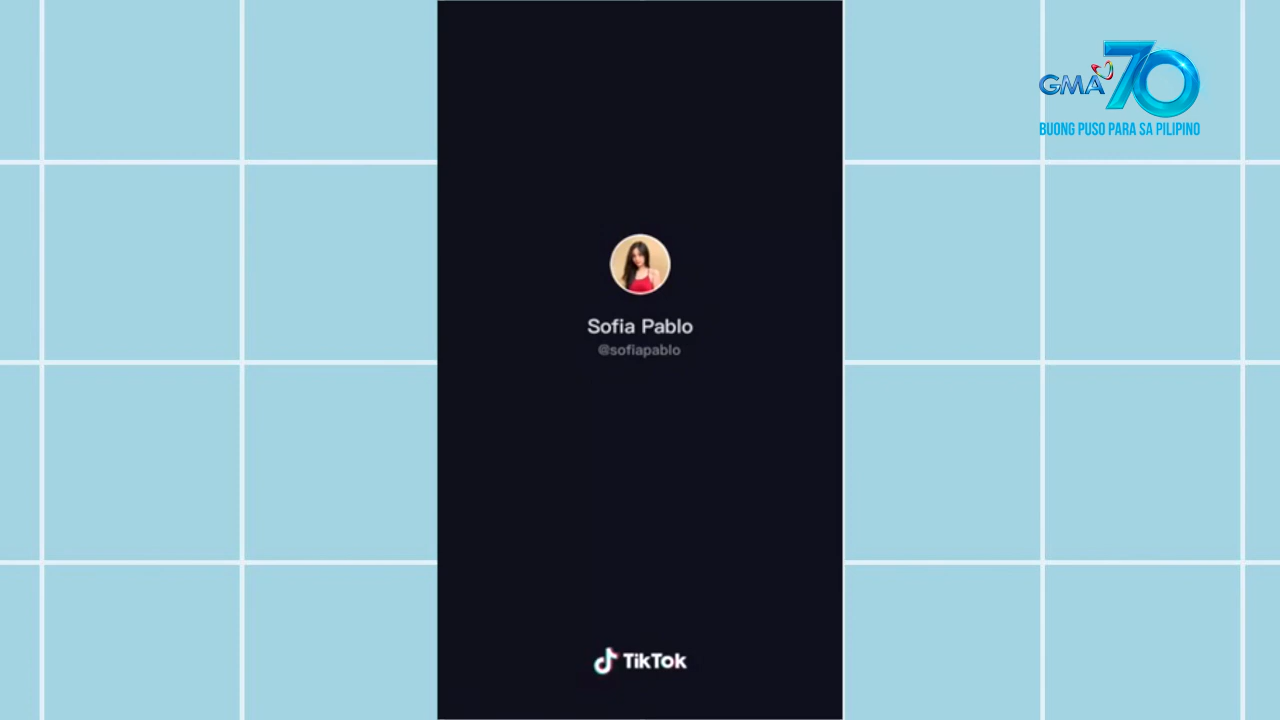 GMA 70
BUONG PUSO PARA SA PILIPINO
Sofia Pablo
@sofiapablo
TikTok